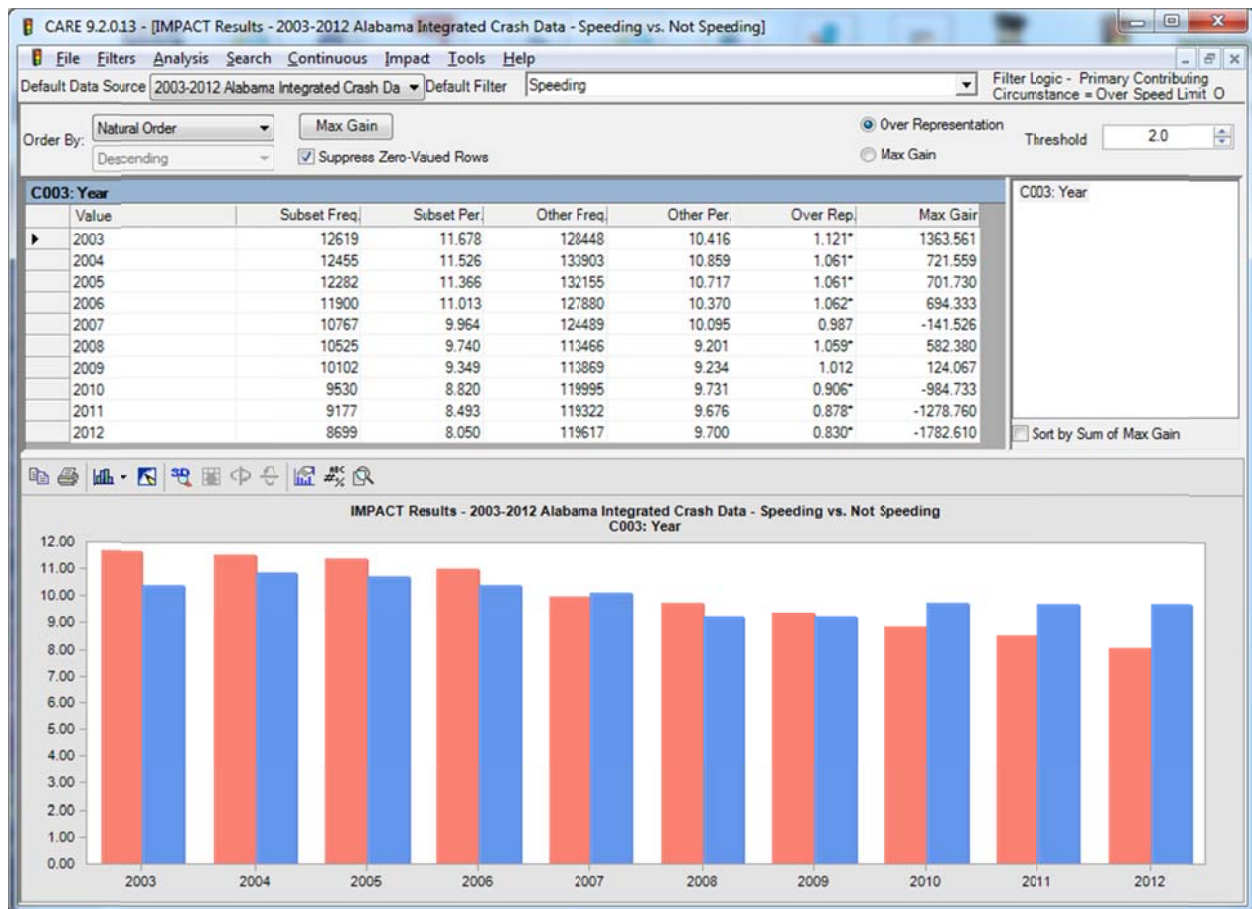 CARE 9.2.0.13 - [IMPACT Results - 2003-2012 Alabama Integrated Crash Data - Speeding vs. Not Speeding]
File Filters Analysis Search Continuous Impact Tools Help
Default Data Source 2003-2012 Alabama Integrated Crash Da Default Filter Speeding Filter Logic - Primary Contributing
Circumstance = Over Speed Limit O
Order By: Natural Order Max Gain Over Representation Threshold 2.0
Descending Suppress Zero-Valued Rows Max Gain
C003: Year C003: Year
Value Subset Freq. Subset Per. Other Freq. Other Per. Over Rep. Max Gain
2003 12619 11.678 128448 10.416 1.121* 1363.561
2004 12455 11.526 133903 10.859 1.061* 721.559
2005 12282 11.366 132155 10.717 1.061* 701.730
2006 11900 11.013 127880 10.370 1.062* 694.333
2007 10767 9.964 124489 10.095 0.987 -141.526
2008 10525 9.740 113466 9.201 1.059* 582.380
2009 10102 9.349 113869 9.234 1.012 124.067
2010 9530 8.820 119995 9.731 0.906* -984.733
2011 9177 8.493 119322 9.676 0.878* -1278.760
2012 8699 8.050 119617 9.700 0.830* -1782.610
Sort by Sum of Max Gain
IMPACT Results - 2003-2012 Alabama Integrated Crash Data - Speeding vs. Not Speeding
C003: Year
12.00
11.00
10.00
9.00
8.00
7.00
6.00
5.00
4.00
3.00
2.00
1.00
0.00
2003 2004 2005 2006 2007 2008 2009 2010 2011 2012